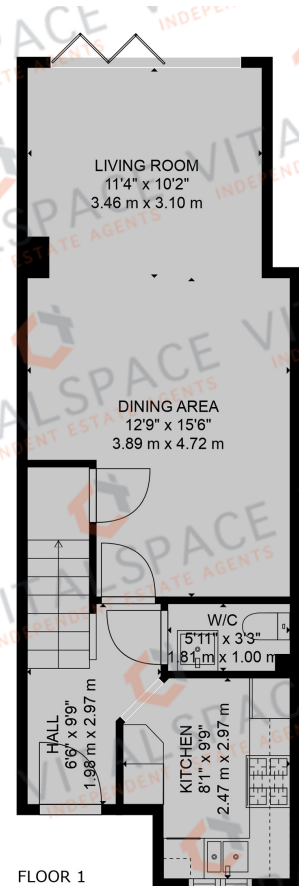 LIVING ROOM
11'4" x 10'2"
3.46 m x 3.10 m
DINING AREA
12'9" x 15'6"
3.89 m x 4.72 m
W/C
5'11" x 3'3"
1.81 m x 1.00 m
HALL
6'6" x 9'9"
1.98 m x 2.97 m
KITCHEN
8'1" x 9'9"
2.47 m x 2.97 m
FLOOR 1
VITALSPACE
INDEPENDENT ESTATE AGENTS